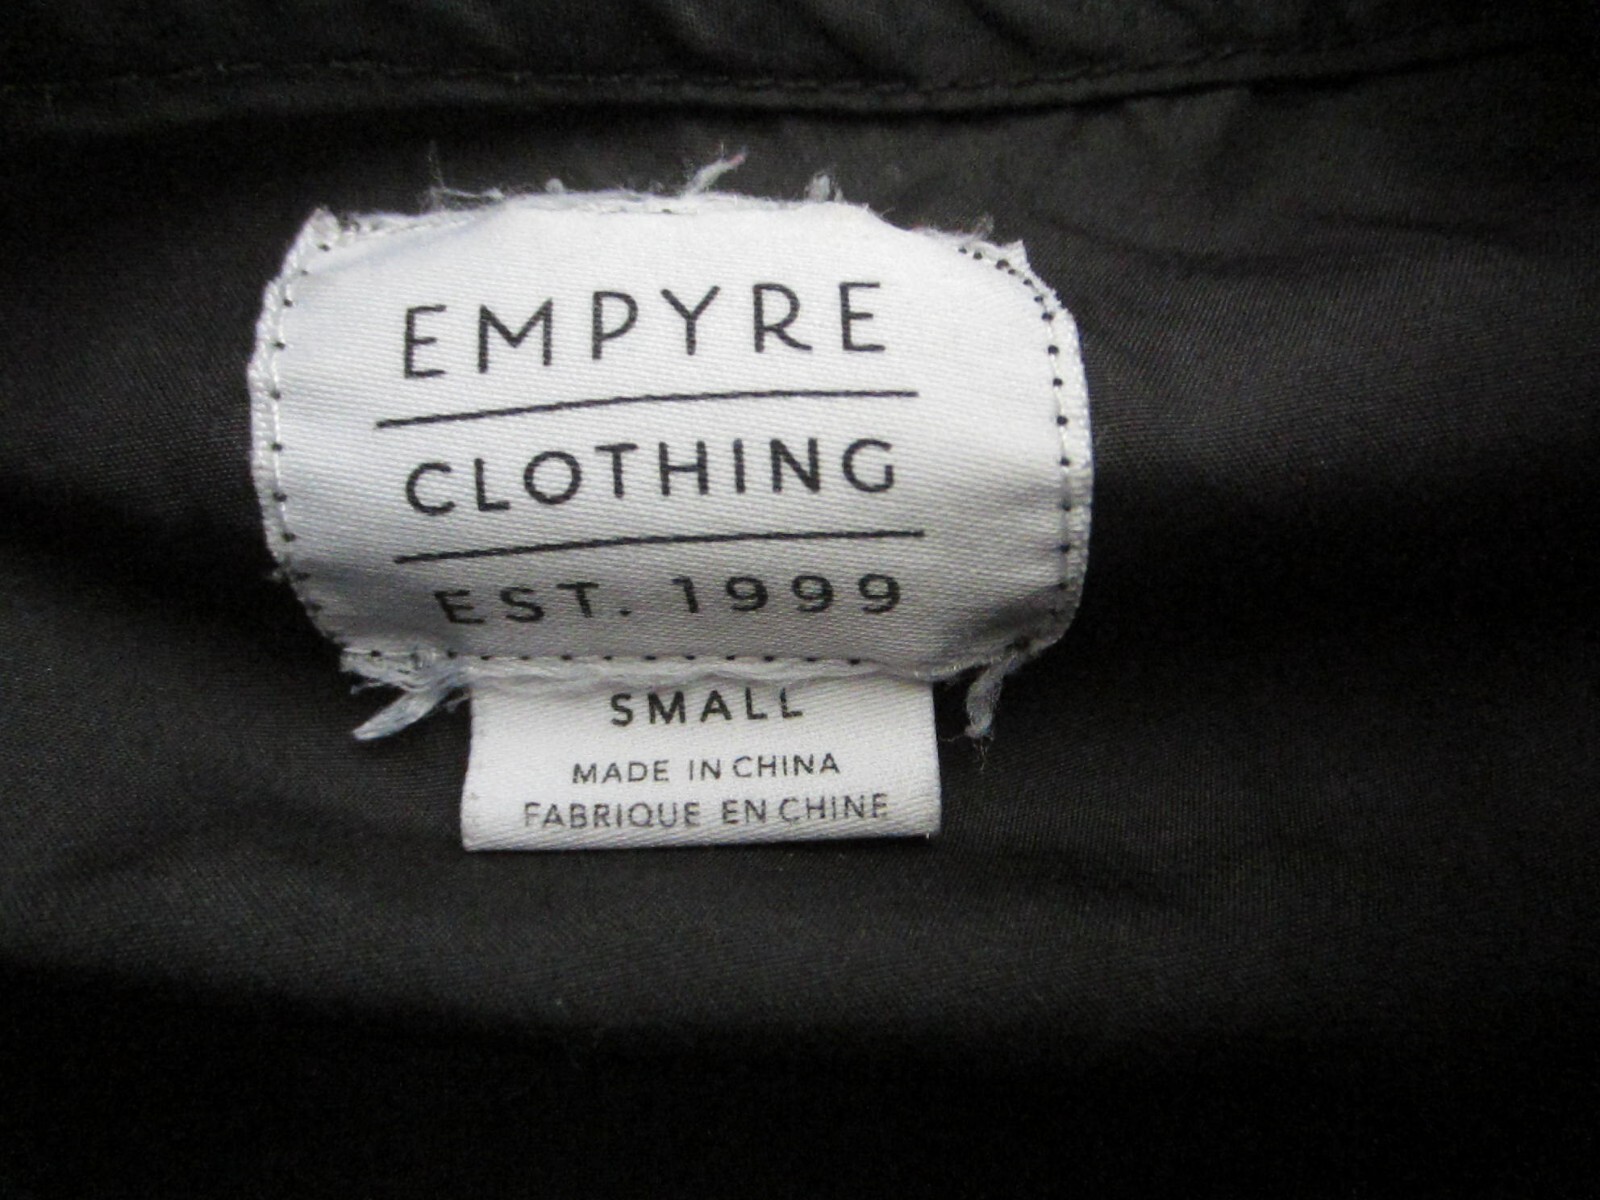 EMPYRE
CLOTHING
EST. 1999
SMALL
MADE IN CHINA
FABRIQUE EN CHINE